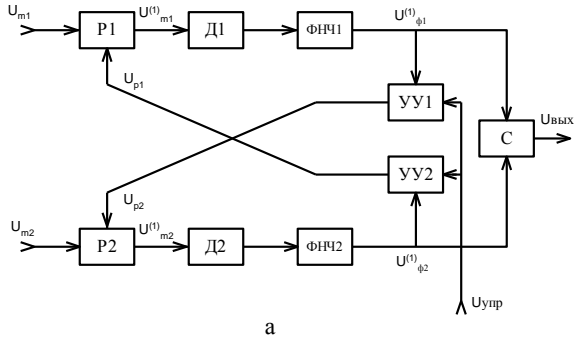 Um1
P1
U(1)m1
Д1
ФНЧ1
U(1)ф1
Up1
УУ1
C
Uвых
УУ2
Up2
Um2
P2
U(1)m2
Д2
ФНЧ2
U(1)ф2
Uупр
а